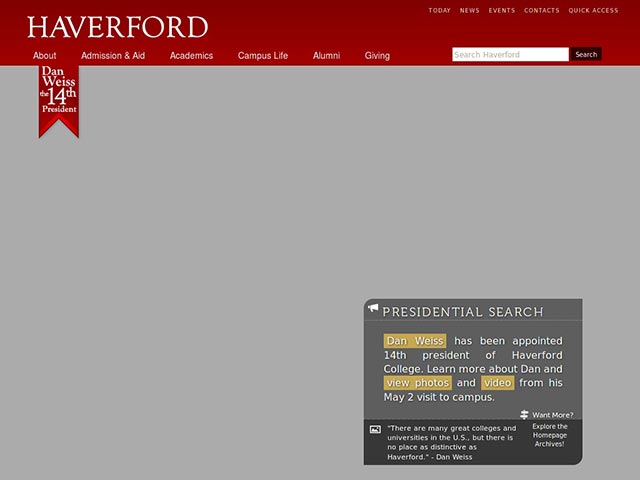 TODAY NEWS EVENTS CONTACTS QUICK ACCESS
HAVERFORD
About Admission & Aid Academics Campus Life Alumni Giving
Search Haverford Search
Dan
Weiss
the 14th
President
PRESIDENTIAL SEARCH
Dan Weiss has been appointed
14th president of Haverford
College. Learn more about Dan and
view photos and video from his
May 2 visit to campus.
Want More?
Explore the
Homepage
Archives!
"There are many great colleges and
universities in the U.S., but there is
no place as distinctive as
Haverford." - Dan Weiss